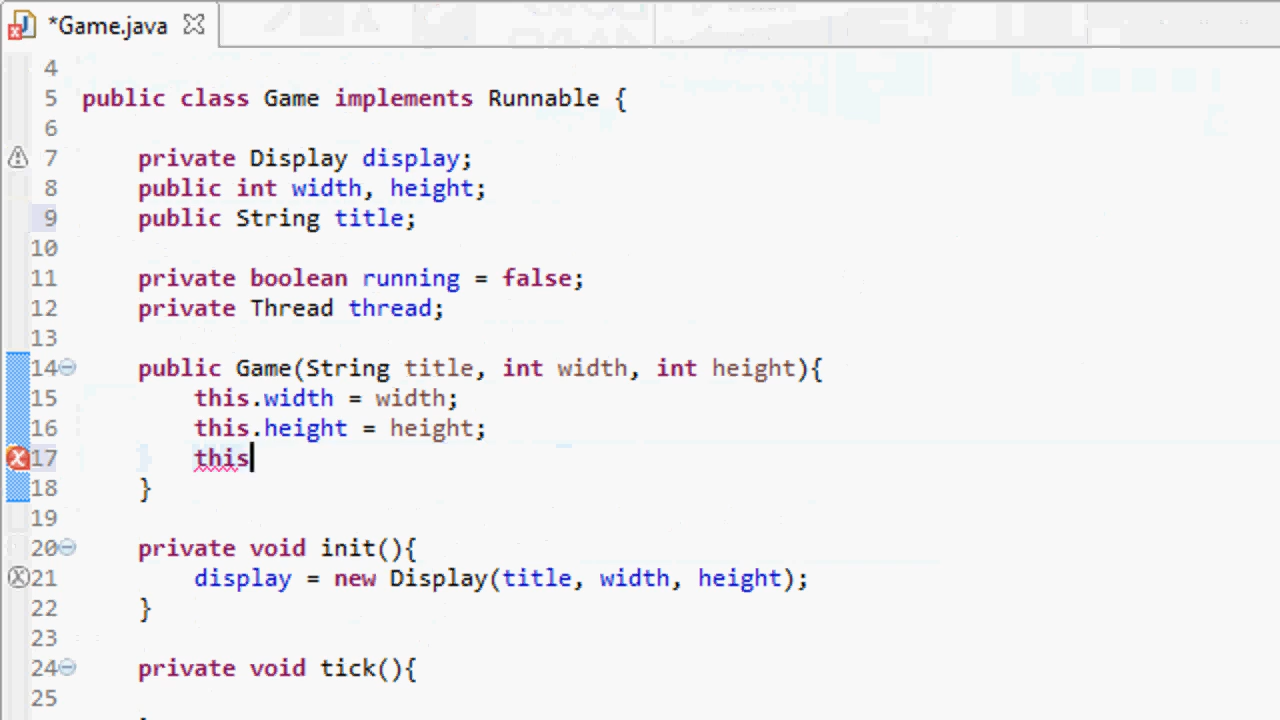 *Game.java
4
5 public class Game implements Runnable {
6
7 private Display display;
8 public int width, height;
9 public String title;
10
11 private boolean running = false;
12 private Thread thread;
13
14 public Game(String title, int width, int height){
15 this.width = width;
16 this.height = height;
17 this
18 }
19
20 private void init(){
21 display = new Display(title, width, height);
22 }
23
24 private void tick(){
25